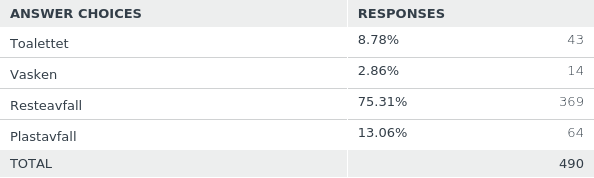 ANSWER CHOICES RESPONSES
Toalettet 8.78% 43
Vasken 2.86% 14
Resteavfall 75.31% 369
Plastavfall 13.06% 64
TOTAL 490